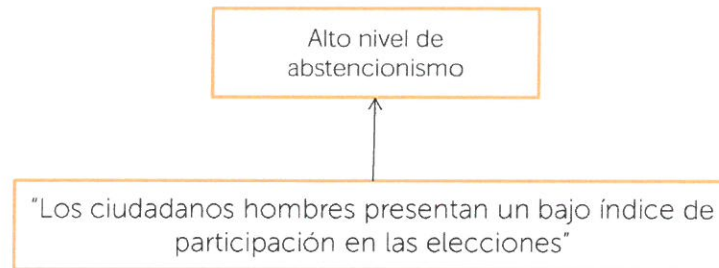 Alto nivel de
abstencionismo
“Los ciudadanos hombres presentan un bajo índice de
participación en las elecciones”